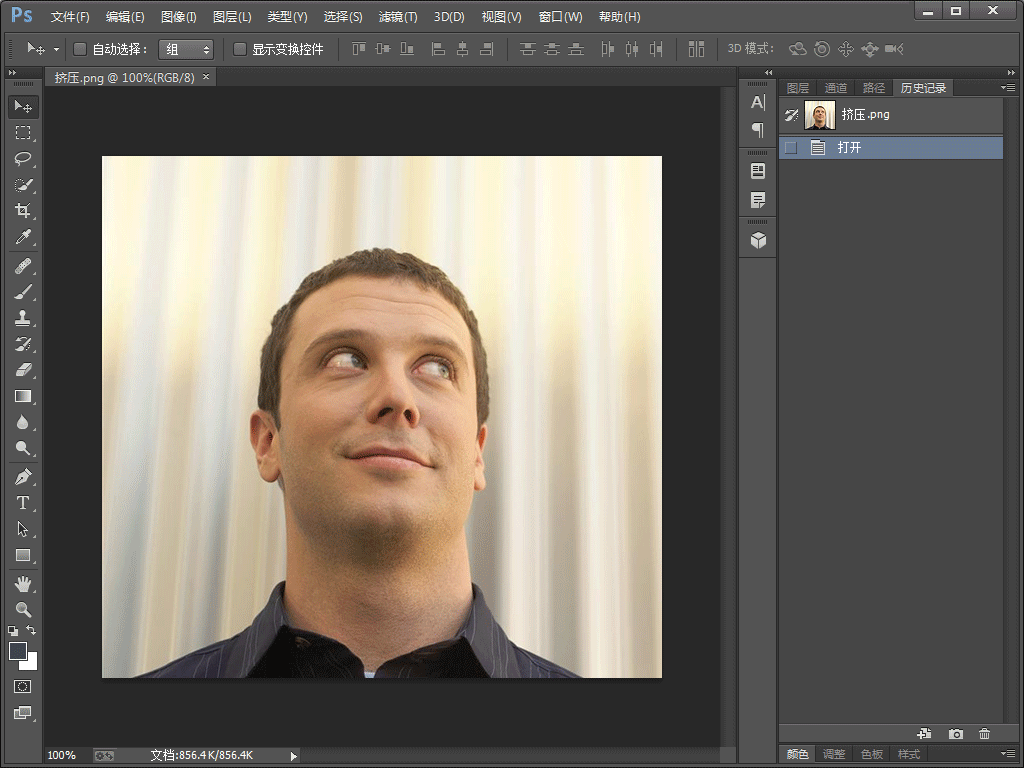 Ps 文件(F) 编辑(E) 图像(I) 图层(L) 类型(Y) 选择(S) 滤镜(T) 3D(D) 视图(V) 窗口(W) 帮助(H)
自动选择： 组 显示变换控件 3D 模式：
挤压.png @ 100%(RGB/8) ×
图层 通道 路径 历史记录
挤压.png
打开
100% 文档:856.4K/856.4K
颜色 调整 色板 样式